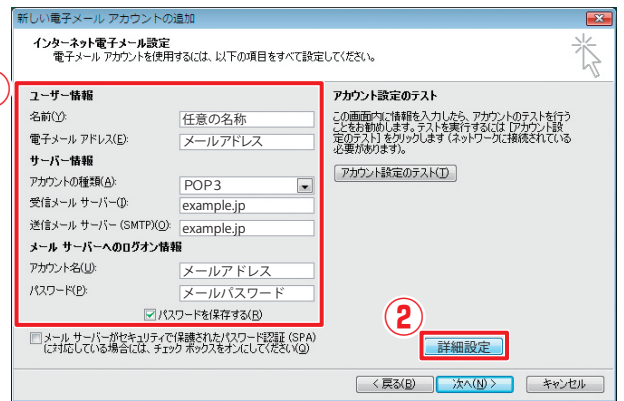 新しい電子メール アカウントの追加
インターネット電子メール設定
電子メール アカウントを使用するには、以下の項目をすべて設定してください。
ユーザー情報
名前(Y):
任意の名称
電子メール アドレス(E):
メールアドレス
サーバー情報
アカウントの種類(A):
POP3
受信メール サーバー(I):
example.jp
送信メール サーバー (SMTP)(O):
example.jp
メール サーバーへのログオン情報
アカウント名(U):
メールアドレス
パスワード(P):
メールパスワード
パスワードを保存する(R)
メール サーバーがセキュリティで保護されたパスワード認証 (SPA)
に対応している場合には、チェック ボックスをオンにしてください(Q)
アカウント設定のテスト
この画面内に情報を入力したら、アカウントのテストを行う
ことをお勧めします。テストを実行するには [アカウント設
定のテスト] をクリックします (ネットワークに接続されている
必要があります)。
アカウント設定のテスト(T)
2
詳細設定
< 戻る(B)
次へ(N) >
キャンセル